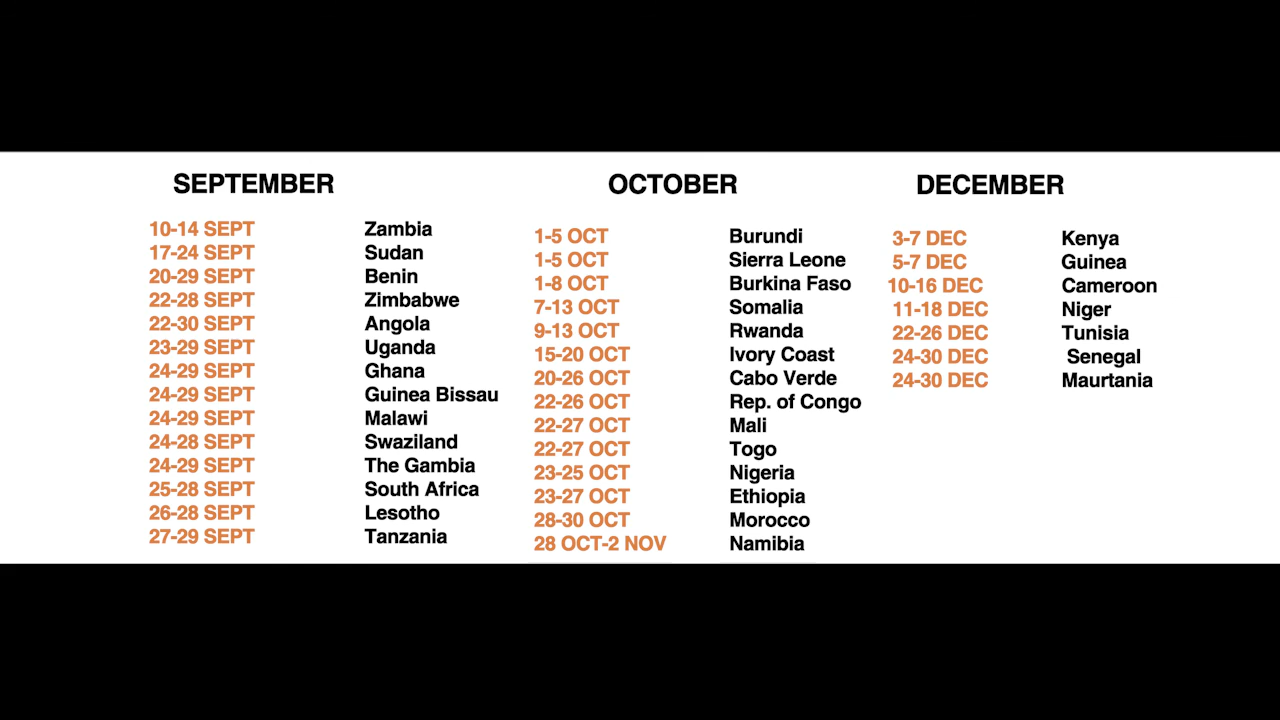 SEPTEMBER
10-14 SEPT Zambia
17-24 SEPT Sudan
20-29 SEPT Benin
22-28 SEPT Zimbabwe
22-30 SEPT Angola
23-29 SEPT Uganda
24-29 SEPT Ghana
24-29 SEPT Guinea Bissau
24-29 SEPT Malawi
24-28 SEPT Swaziland
24-29 SEPT The Gambia
25-28 SEPT South Africa
26-28 SEPT Lesotho
27-29 SEPT Tanzania
OCTOBER
1-5 OCT Burundi
1-5 OCT Sierra Leone
1-8 OCT Burkina Faso
7-13 OCT Somalia
9-13 OCT Rwanda
15-20 OCT Ivory Coast
20-26 OCT Cabo Verde
22-26 OCT Rep. of Congo
22-27 OCT Mali
22-27 OCT Togo
23-25 OCT Nigeria
23-27 OCT Ethiopia
28-30 OCT Morocco
28 OCT-2 NOV Namibia
DECEMBER
3-7 DEC Kenya
5-7 DEC Guinea
10-16 DEC Cameroon
11-18 DEC Niger
22-26 DEC Tunisia
24-30 DEC Senegal
24-30 DEC Maurtania